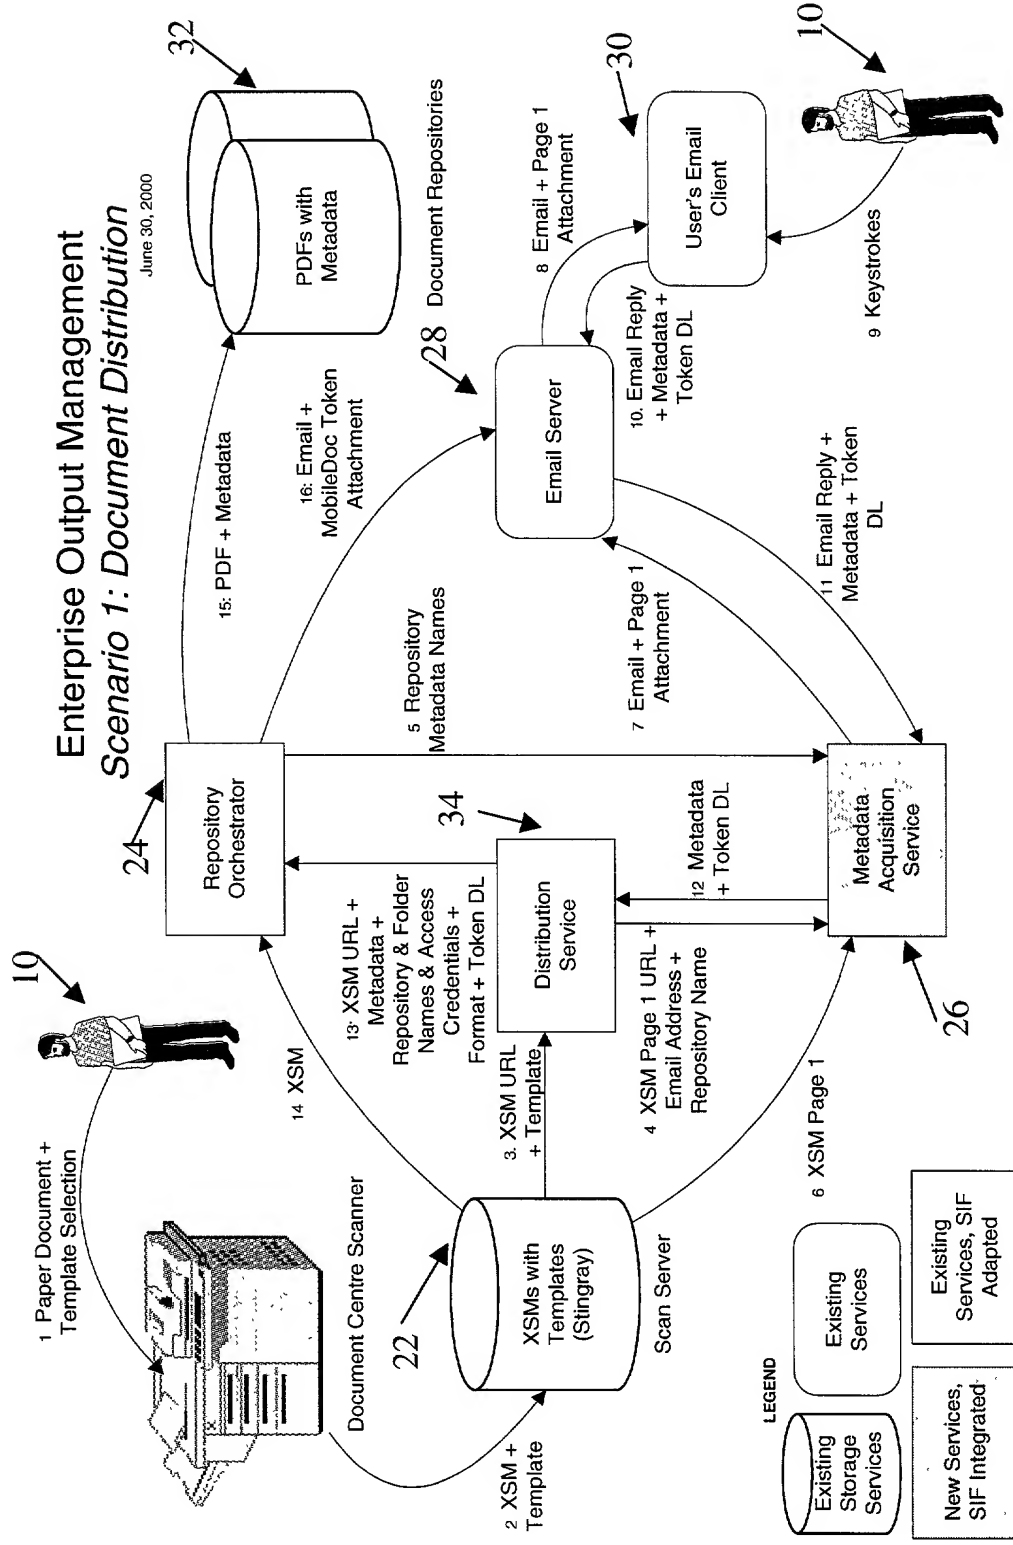 Enterprise Output Management
Scenario 1: Document Distribution
June 30, 2000
10
1 Paper Document +
Template Selection
Document Centre Scanner
2 XSM +
Template
22
XSMs with
Templates
(Stingray)
Scan Server
14 XSM
3. XSM URL
+ Template
24
Repository
Orchestrator
13: XSM URL +
Metadata +
Repository & Folder
Names & Access
Credentials +
Format + Token DL
34
Distribution
Service
4 XSM Page 1 URL +
Email Address +
Repository Name
12 Metadata
+ Token DL
6 XSM Page 1
26
Metadata
Acquisition
Service
5 Repository
Metadata Names
15: PDF + Metadata
16: Email +
MobileDoc Token
Attachment
32
PDFs with
Metadata
Document Repositories
28
Email Server
7 Email + Page 1
Attachment
11 Email Reply +
Metadata + Token
DL
8 Email + Page 1
Attachment
10. Email Reply
+ Metadata +
Token DL
30
User's Email
Client
9 Keystrokes
10
LEGEND
Existing
Storage
Services
Existing
Services
New Services,
SIF Integrated
Existing
Services, SIF
Adapted